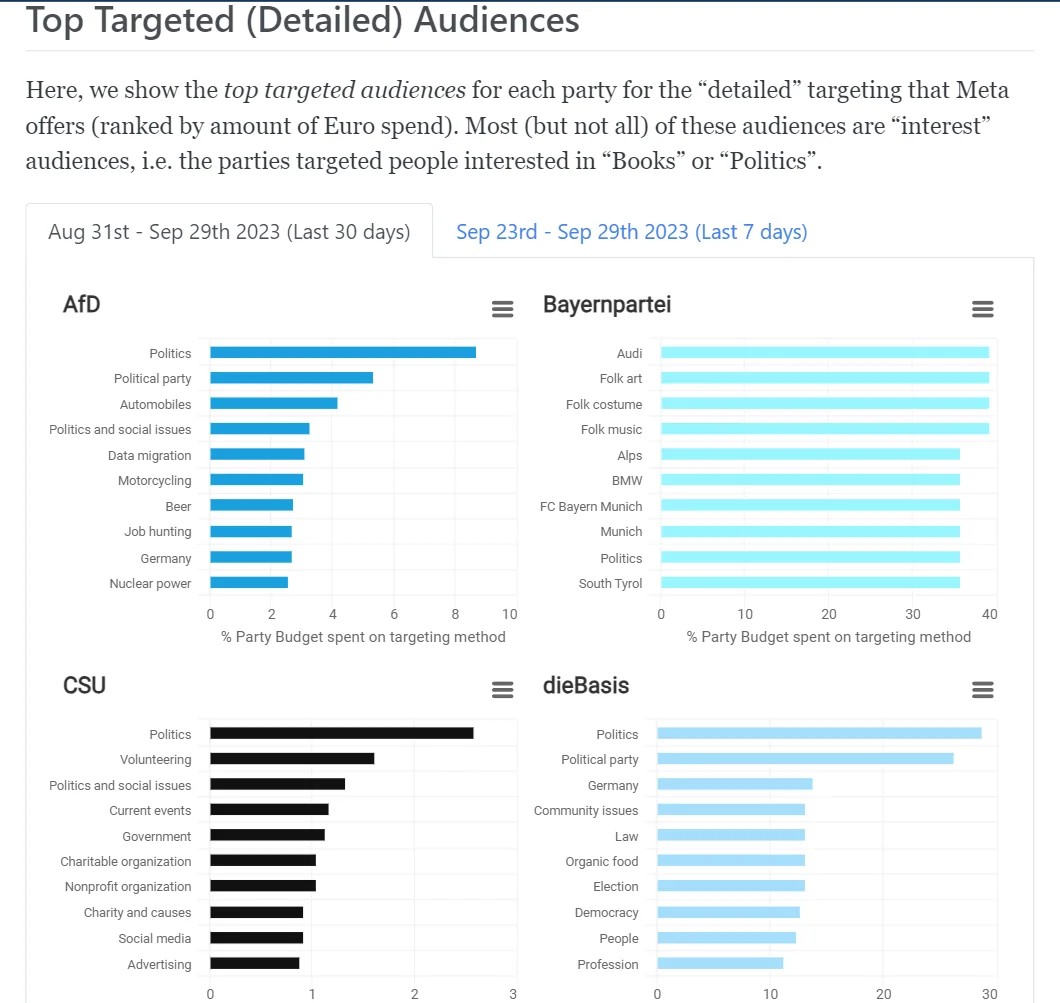 Top Targeted (Detailed) Audiences
Here, we show the top targeted audiences for each party for the “detailed” targeting that Meta
offers (ranked by amount of Euro spend). Most (but not all) of these audiences are “interest”
audiences, i.e. the parties targeted people interested in “Books” or “Politics”.
Aug 31st - Sep 29th 2023 (Last 30 days)
Sep 23rd - Sep 29th 2023 (Last 7 days)
AfD
Politics
Political party
Automobiles
Politics and social issues
Data migration
Motorcycling
Beer
Job hunting
Germany
Nuclear power
0 2 4 6 8 10
% Party Budget spent on targeting method
Bayernpartei
Audi
Folk art
Folk costume
Folk music
Alps
BMW
FC Bayern Munich
Munich
Politics
South Tyrol
0 10 20 30 40
% Party Budget spent on targeting method
CSU
Politics
Volunteering
Politics and social issues
Current events
Government
Charitable organization
Nonprofit organization
Charity and causes
Social media
Advertising
0 1 2 3
dieBasis
Politics
Political party
Germany
Community issues
Law
Organic food
Election
Democracy
People
Profession
0 10 20 30